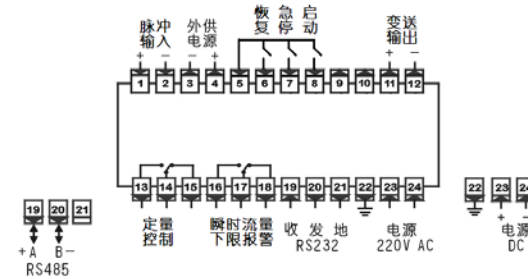 脉冲 外供 恢 急 启 变送
输入 电源 复 停 动 输出
+ − − + + −
1 2 3 4 5 6 7 8 9 10 11 12
13 14 15 16 17 18 19 20 21 22 23 24
19 20 21
22 23 24
定量 瞬时流量 收 发 地 电源
控制 下限报警 RS232 220V AC
+A B−
RS485
+ −
电源
DC